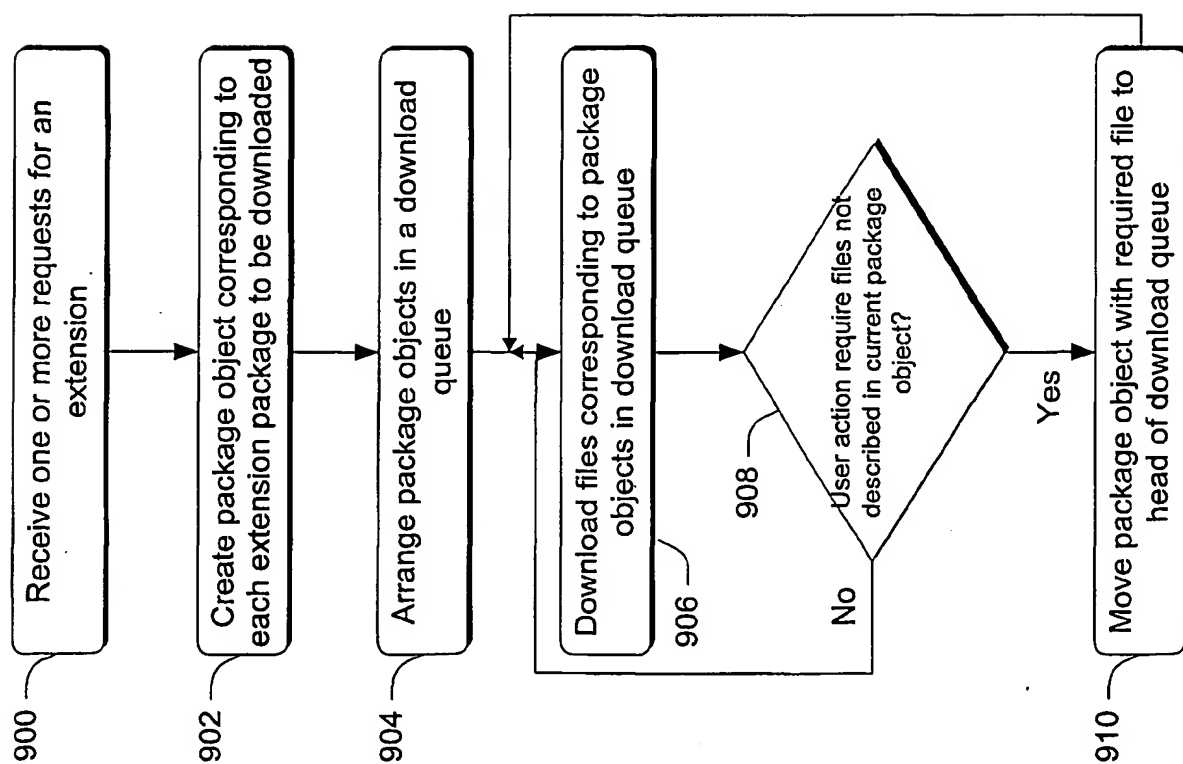 900
Receive one or more requests for an
extension
902
Create package object corresponding to
each extension package to be downloaded
904
Arrange package objects in a download
queue
Download files corresponding to package
objects in download queue
906
908
User action require files not
described in current package
object?
No
Yes
910
Move package object with required file to
head of download queue